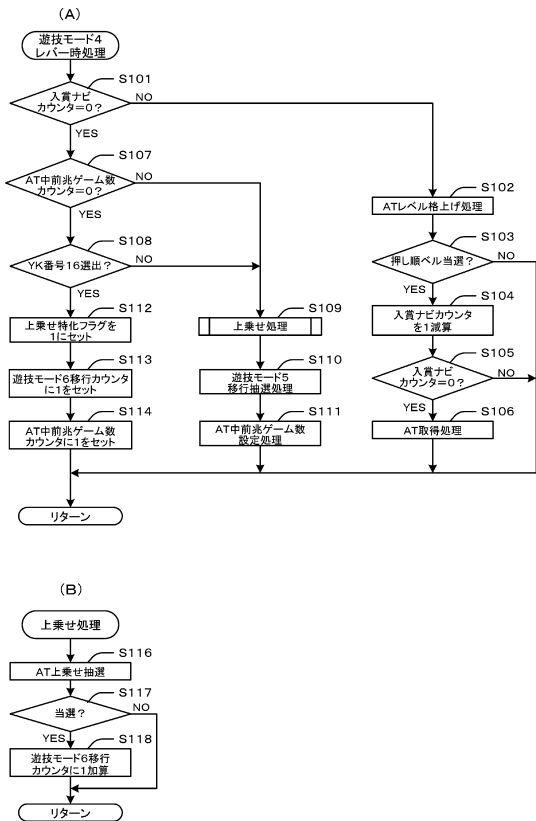 (A)
遊技モード4
レバー時処理
S101
入賞ナビ
カウンタ=0?
NO
YES
S107
AT中前兆ゲーム数
カウンタ=0?
NO
YES
S108
YK番号16選出?
NO
YES
S112
上乗せ特化フラグを
1にセット
S113
遊技モード6移行カウンタ
に1をセット
S114
AT中前兆ゲーム数
カウンタに1をセット
S109
上乗せ処理
S110
遊技モード5
移行抽選処理
S111
AT中前兆ゲーム数
設定処理
S102
ATレベル格上げ処理
S103
押し順ベル当選?
NO
YES
S104
入賞ナビカウンタ
を1減算
S105
入賞ナビ
カウンタ=0?
NO
YES
S106
AT取得処理
リターン
(B)
上乗せ処理
S116
AT上乗せ抽選
S117
当選?
NO
YES
S118
遊技モード6移行
カウンタに1加算
リターン